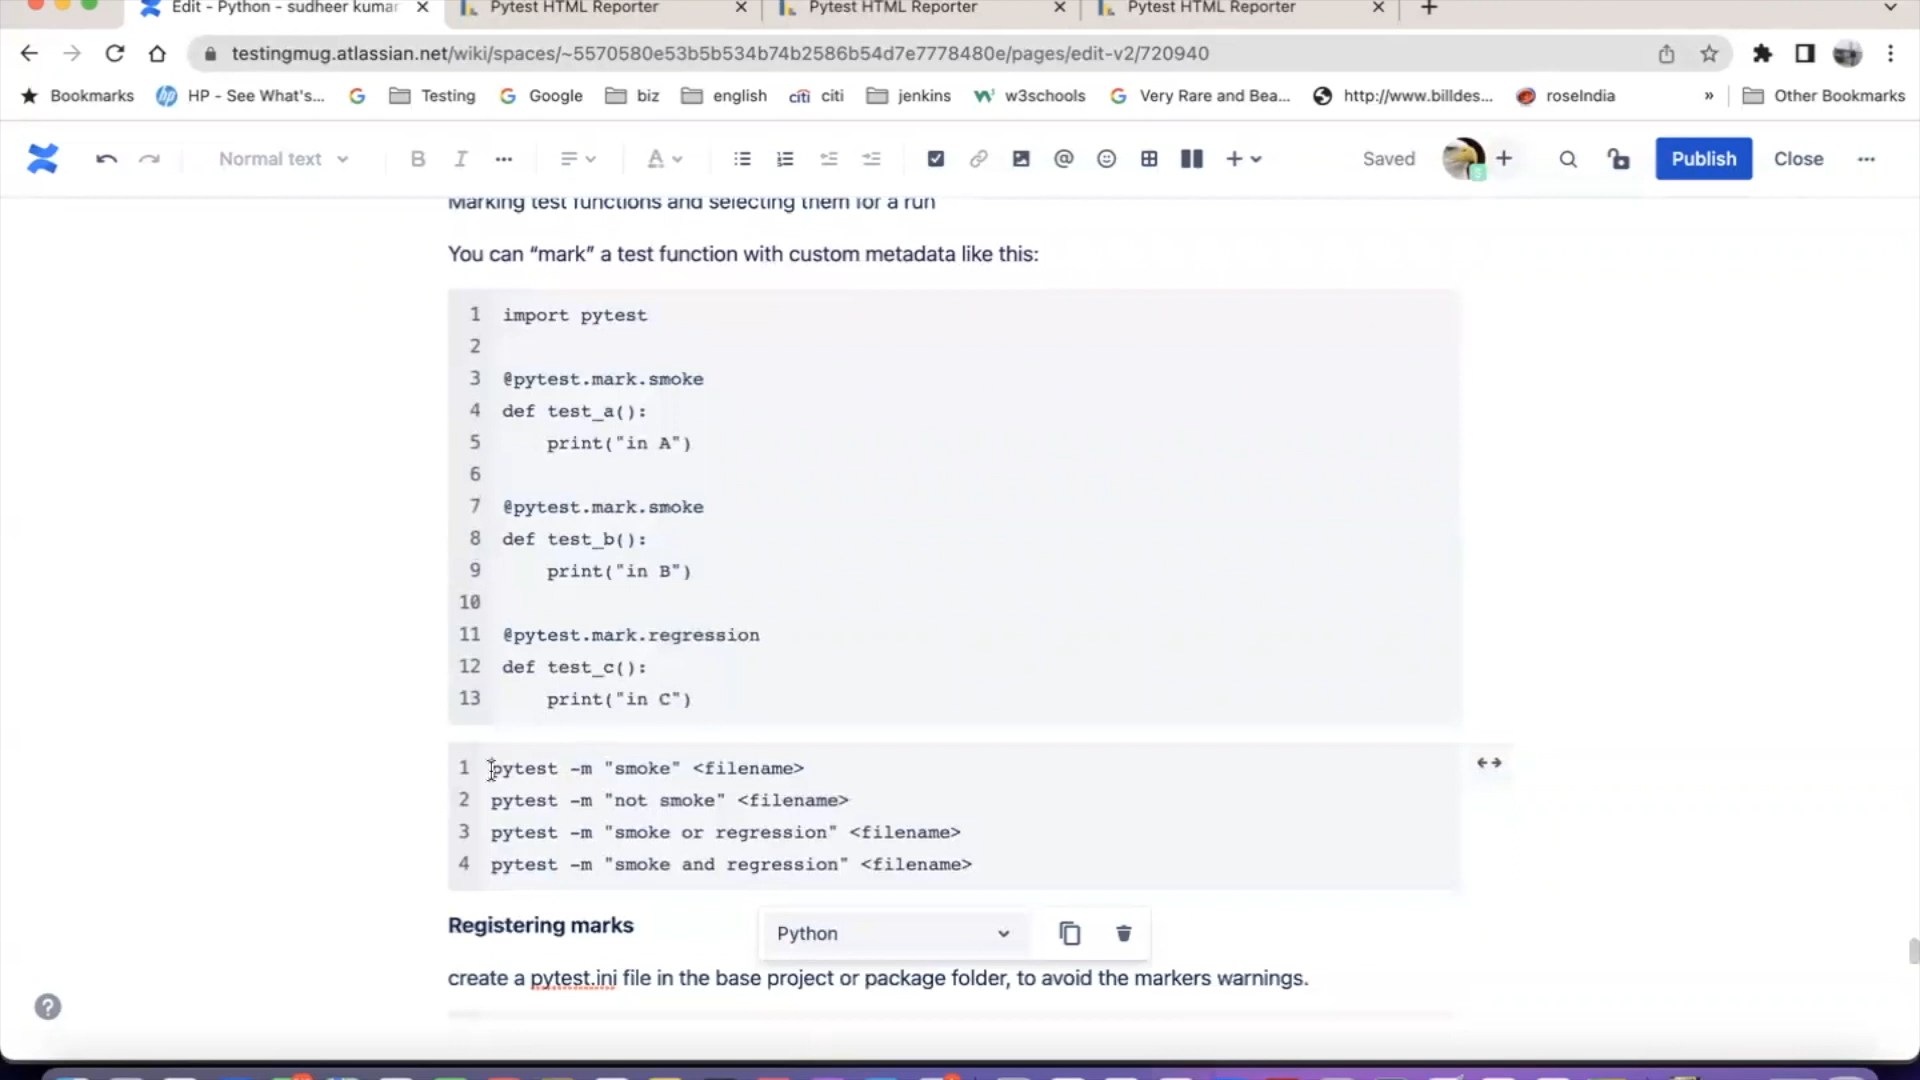 Edit - Python - sudheer kumar
Pytest HTML Reporter
Pytest HTML Reporter
Pytest HTML Reporter
testingmug.atlassian.net/wiki/spaces/~5570580e53b5b534b74b2586b54d7e7778480e/pages/edit-v2/720940
Bookmarks
HP - See What's...
Testing
Google
biz
english
citi citi
jenkins
w3schools
Very Rare and Bea...
http://www.billdes...
roseIndia
»
Other Bookmarks
Normal text
B I A @
Saved
Publish
Close
Marking test functions and selecting them for a run
You can “mark” a test function with custom metadata like this:
1 import pytest
2
3 @pytest.mark.smoke
4 def test_a():
5 print("in A")
6
7 @pytest.mark.smoke
8 def test_b():
9 print("in B")
10
11 @pytest.mark.regression
12 def test_c():
13 print("in C")
1 pytest -m "smoke" <filename>
2 pytest -m "not smoke" <filename>
3 pytest -m "smoke or regression" <filename>
4 pytest -m "smoke and regression" <filename>
Registering marks
Python
create a pytest.ini file in the base project or package folder, to avoid the markers warnings.
?